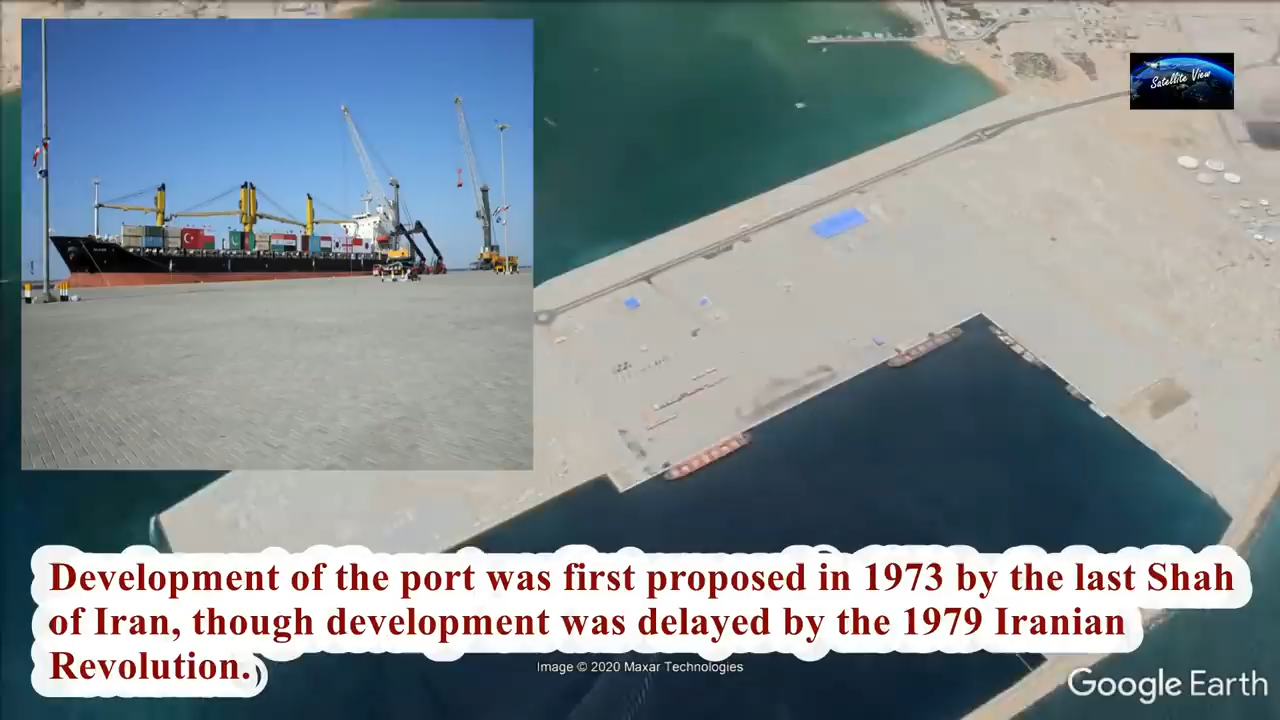 Satellite View
Development of the port was first proposed in 1973 by the last Shah
of Iran, though development was delayed by the 1979 Iranian
Revolution.)
Image © 2020 Maxar Technologies
Google Earth